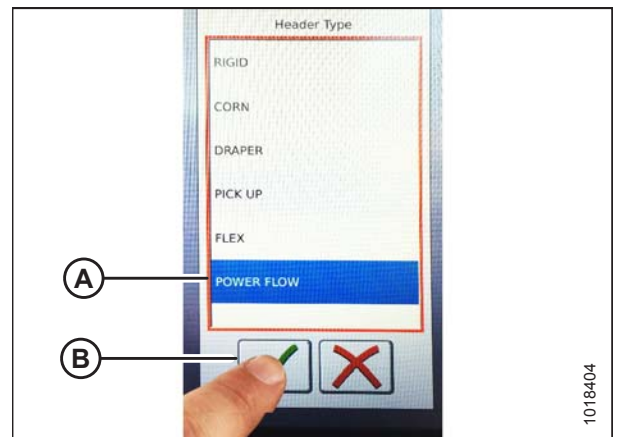 Header Type
RIGID
CORN
DRAPER
PICK UP
FLEX
A
POWER FLOW
B
1018404